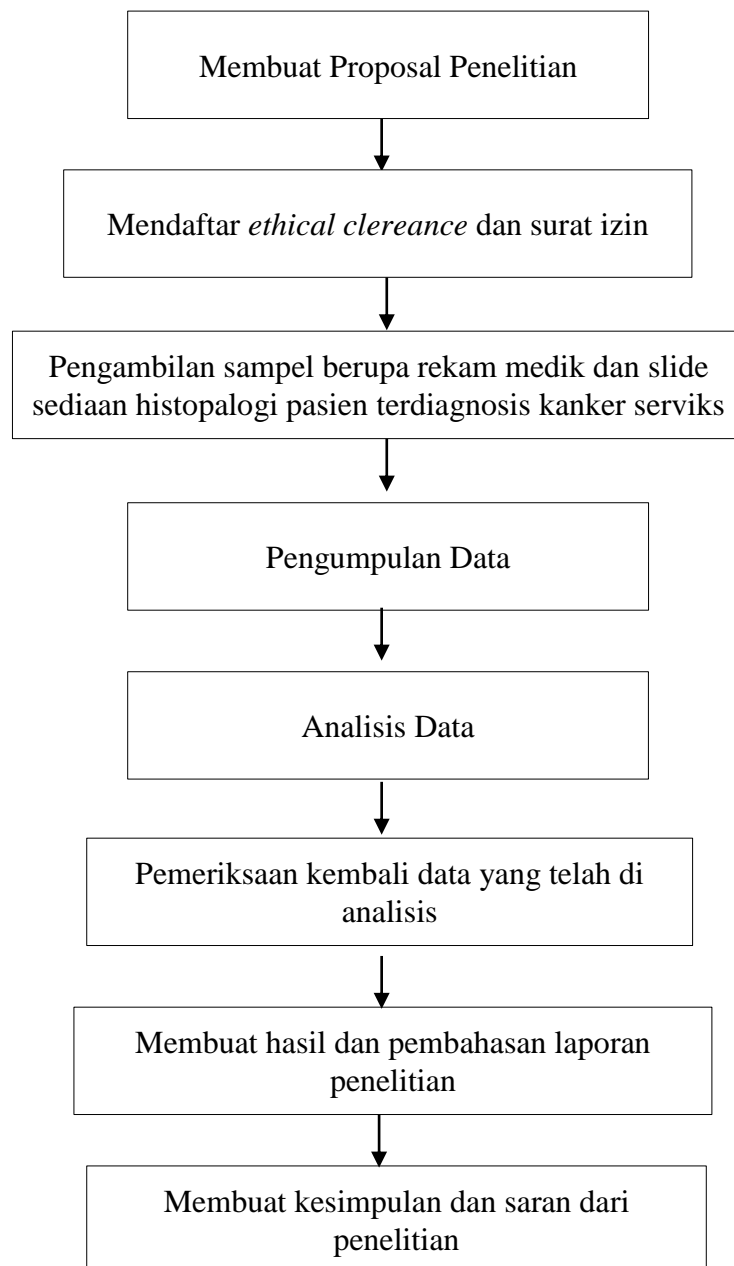 Membuat Proposal Penelitian
Mendaftar ethical clereance dan surat izin
Pengambilan sampel berupa rekam medik dan slide
sediaan histopalogi pasien terdiagnosis kanker serviks
Pengumpulan Data
Analisis Data
Pemeriksaan kembali data yang telah di
analisis
Membuat hasil dan pembahasan laporan
penelitian
Membuat kesimpulan dan saran dari
penelitian